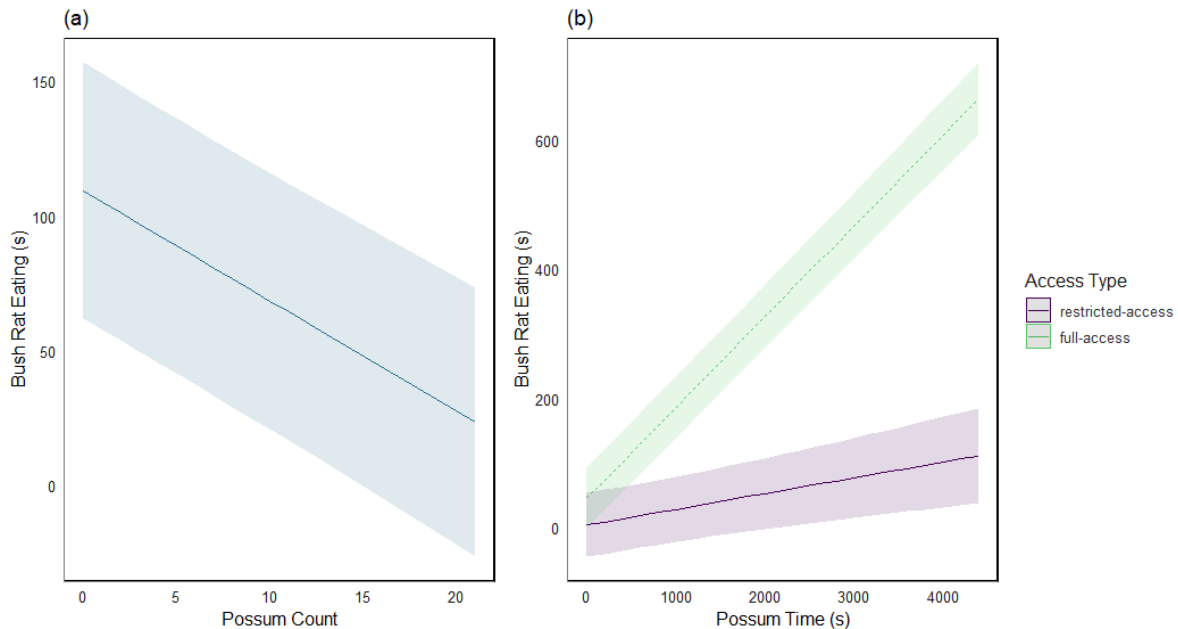 (a)
150
100
50
0
Bush Rat Eating (s)
0 5 10 15 20
Possum Count
(b)
600
400
200
0
Bush Rat Eating (s)
0 1000 2000 3000 4000
Possum Time (s)
Access Type
restricted-access
full-access